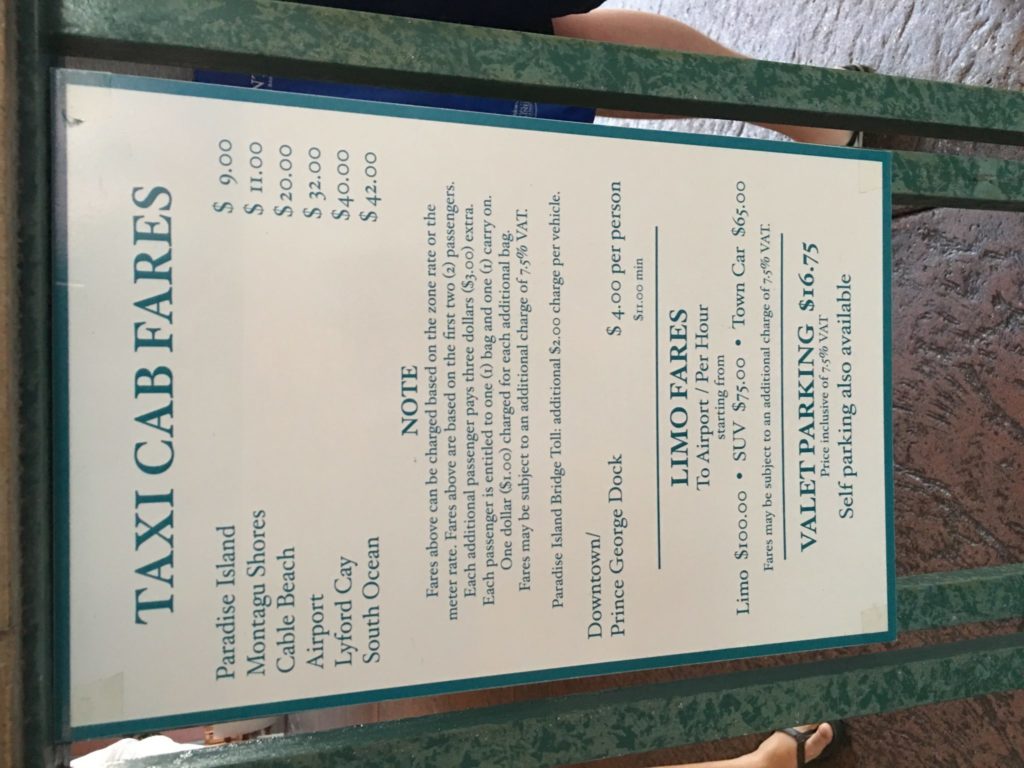 TAXI CAB FARES
Paradise Island $ 9.00
Montagu Shores $ 11.00
Cable Beach $20.00
Airport $ 32.00
Lyford Cay $40.00
South Ocean $ 42.00
NOTE
Fares above can be charged based on the zone rate or the
meter rate. Fares above are based on the first two (2) passengers.
Each additional passenger pays three dollars ($3.00) extra.
Each passenger is entitled to one (1) bag and one (1) carry on.
One dollar ($1.00) charged for each additional bag.
Fares may be subject to an additional charge of 7.5% VAT.
Paradise Island Bridge Toll: additional $2.00 charge per vehicle.
Downtown/
Prince George Dock $ 4.00 per person
$11.00 min
LIMO FARES
To Airport / Per Hour
starting from
Limo $100.00 • SUV $75.00 • Town Car $65.00
Fares may be subject to an additional charge of 7.5% VAT.
VALET PARKING $16.75
Price inclusive of 7.5% VAT
Self parking also available